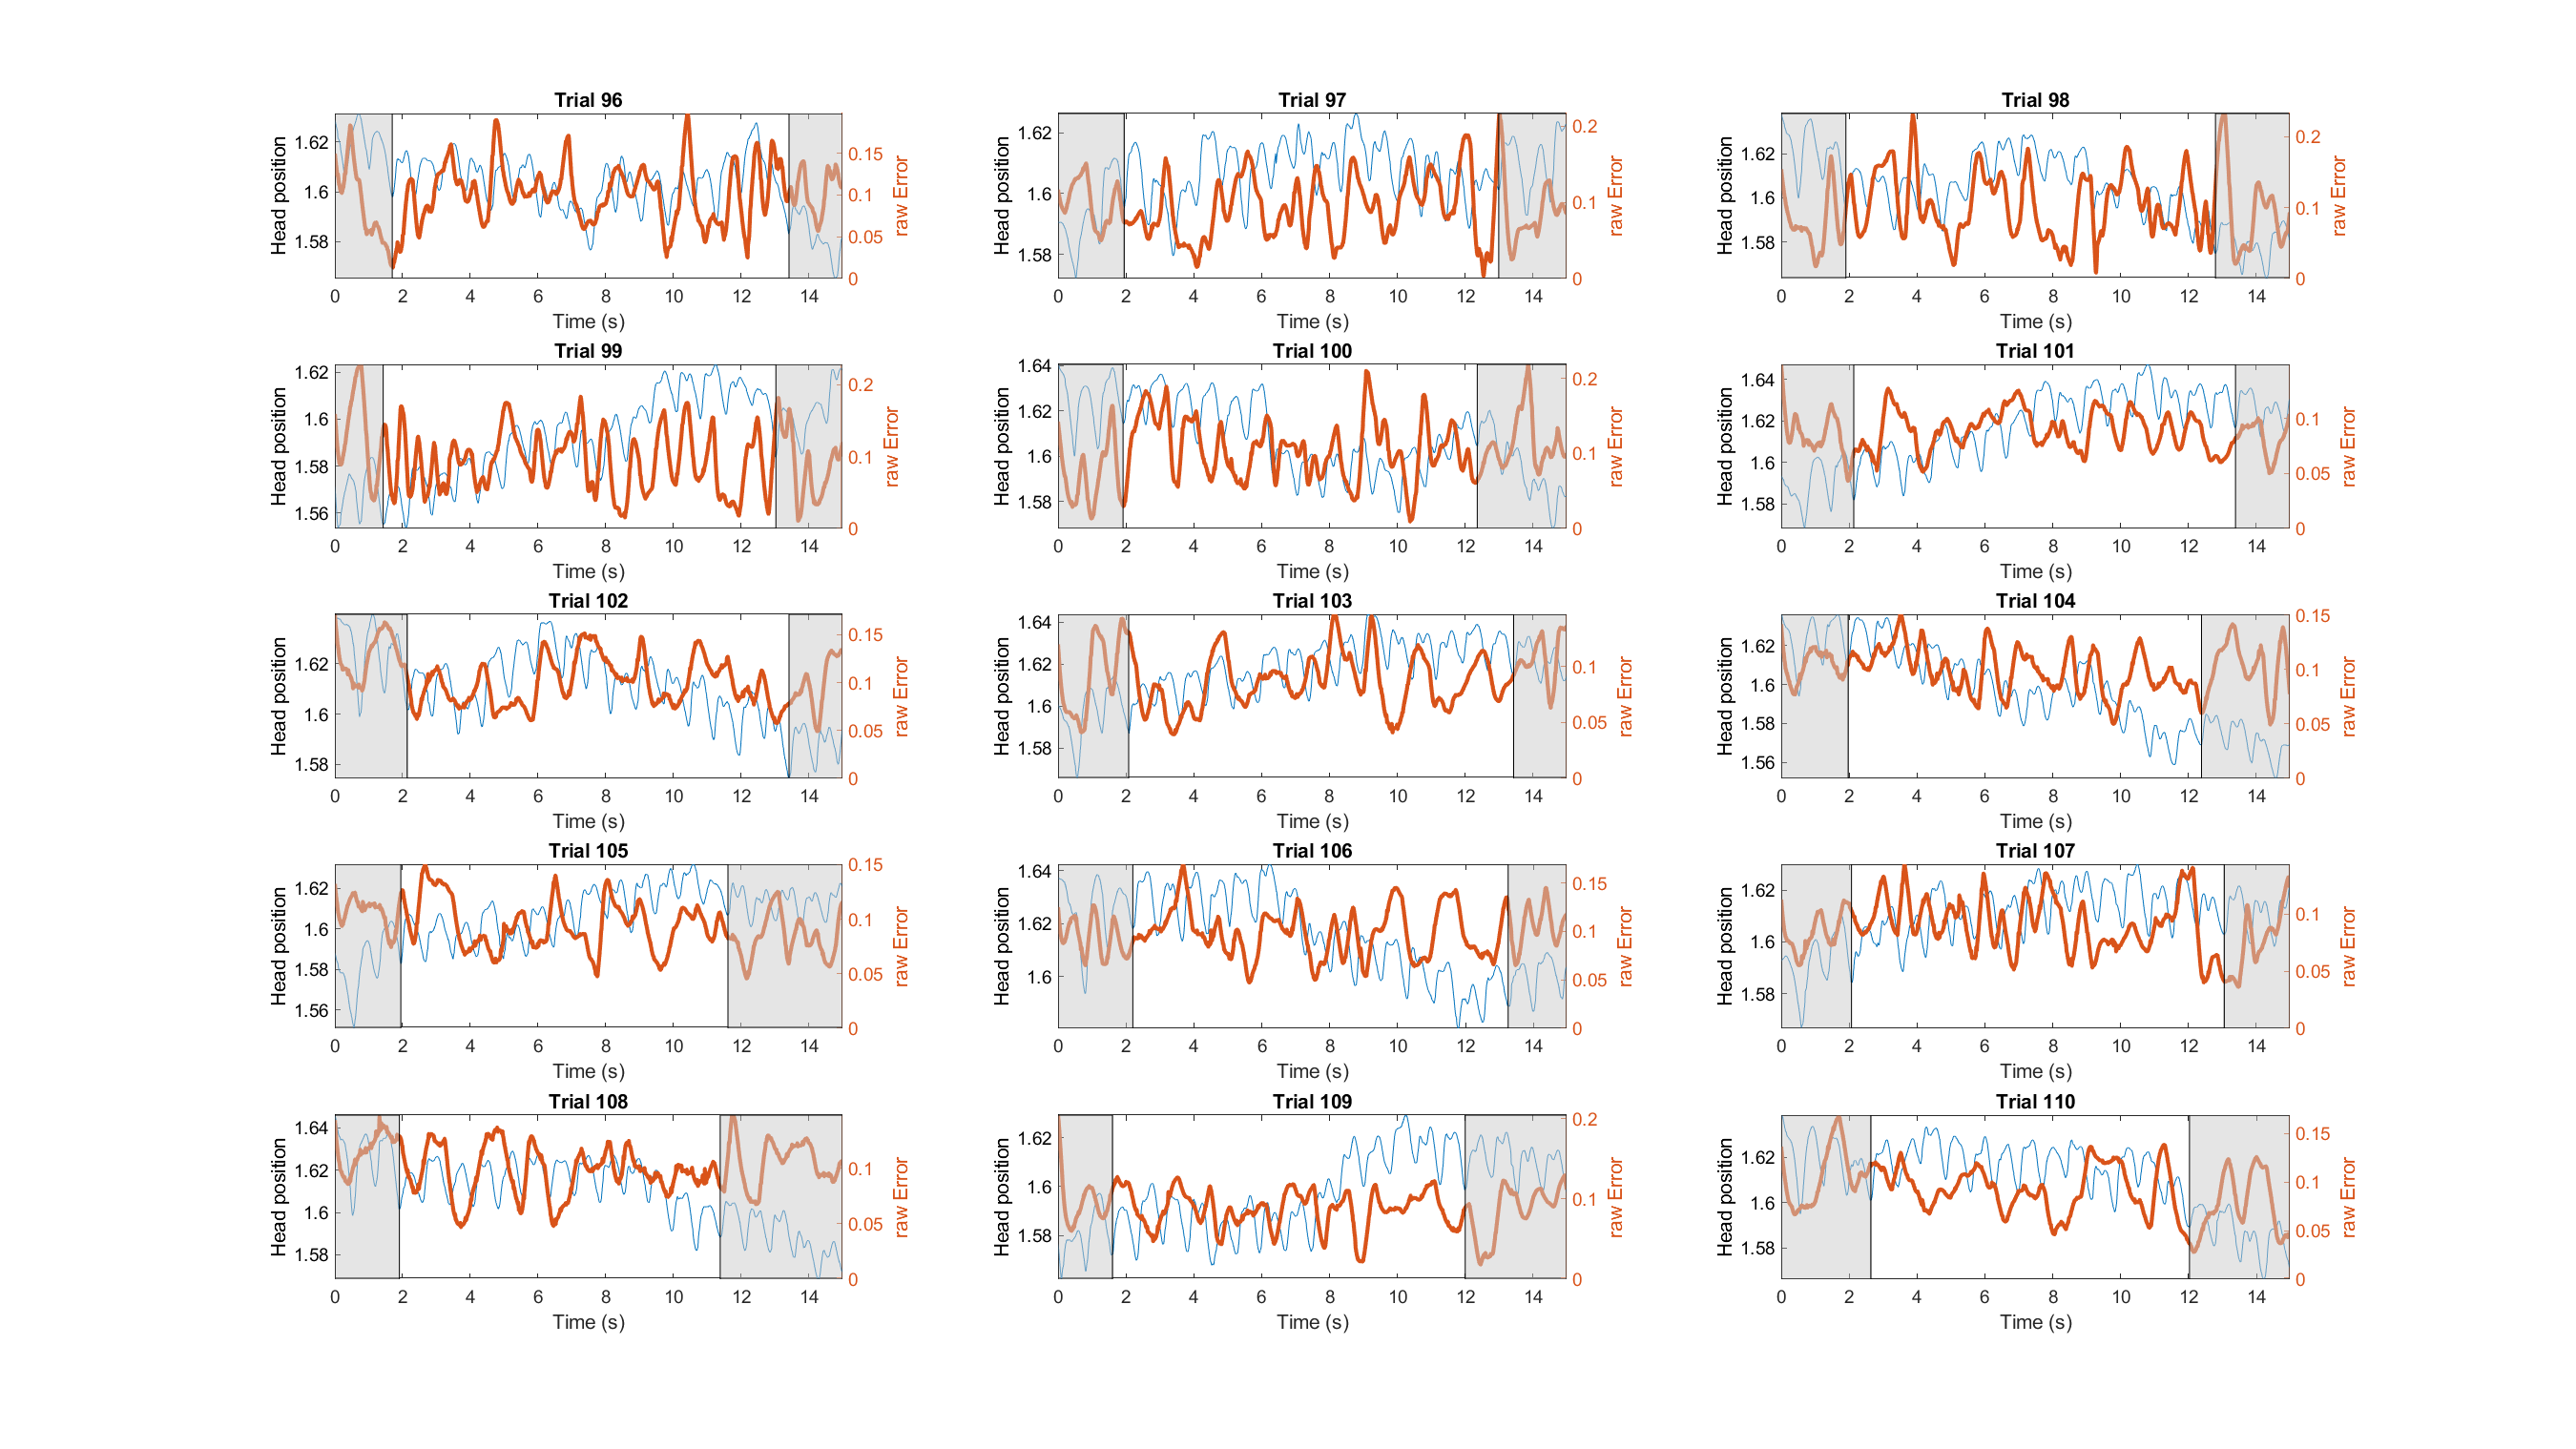 Trial 96
Head position
1.62
1.6
1.58
0.15
0.1
0.05
0
raw Error
0 2 4 6 8 10 12 14
Time (s)
Trial 97
Head position
1.62
1.6
1.58
0.2
0.1
0
raw Error
0 2 4 6 8 10 12 14
Time (s)
Trial 98
Head position
1.62
1.6
1.58
0.2
0.1
0
raw Error
0 2 4 6 8 10 12 14
Time (s)
Trial 99
Head position
1.62
1.6
1.58
1.56
0.2
0.1
0
raw Error
0 2 4 6 8 10 12 14
Time (s)
Trial 100
Head position
1.64
1.62
1.6
1.58
0.2
0.1
0
raw Error
0 2 4 6 8 10 12 14
Time (s)
Trial 101
Head position
1.64
1.62
1.6
1.58
0.1
0.05
0
raw Error
0 2 4 6 8 10 12 14
Time (s)
Trial 102
Head position
1.62
1.6
1.58
0.15
0.1
0.05
0
raw Error
0 2 4 6 8 10 12 14
Time (s)
Trial 103
Head position
1.64
1.62
1.6
1.58
0.1
0.05
0
raw Error
0 2 4 6 8 10 12 14
Time (s)
Trial 104
Head position
1.62
1.6
1.58
1.56
0.15
0.1
0.05
0
raw Error
0 2 4 6 8 10 12 14
Time (s)
Trial 105
Head position
1.62
1.6
1.58
1.56
0.15
0.1
0.05
0
raw Error
0 2 4 6 8 10 12 14
Time (s)
Trial 106
Head position
1.64
1.62
1.6
0.15
0.1
0.05
0
raw Error
0 2 4 6 8 10 12 14
Time (s)
Trial 107
Head position
1.62
1.6
1.58
0.1
0.05
0
raw Error
0 2 4 6 8 10 12 14
Time (s)
Trial 108
Head position
1.64
1.62
1.6
1.58
0.1
0.05
0
raw Error
0 2 4 6 8 10 12 14
Time (s)
Trial 109
Head position
1.62
1.6
1.58
0.2
0.1
0
raw Error
0 2 4 6 8 10 12 14
Time (s)
Trial 110
Head position
1.62
1.6
1.58
0.15
0.1
0.05
0
raw Error
0 2 4 6 8 10 12 14
Time (s)